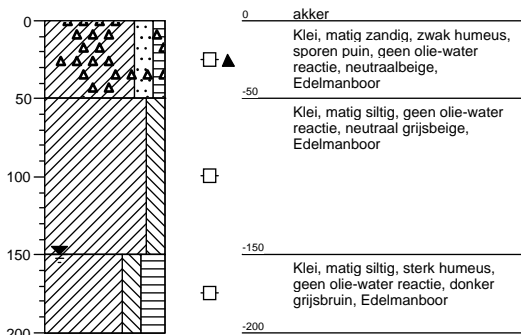 0
50
100
150
200
0
akker
Klei, matig zandig, zwak humeus,
sporen puin, geen olie-water
reactie, neutraalbeige,
Edelmanboor
-50
Klei, matig siltig, geen olie-water
reactie, neutraal grijsbeige,
Edelmanboor
-150
Klei, matig siltig, sterk humeus,
geen olie-water reactie, donker
grijsbruin, Edelmanboor
-200